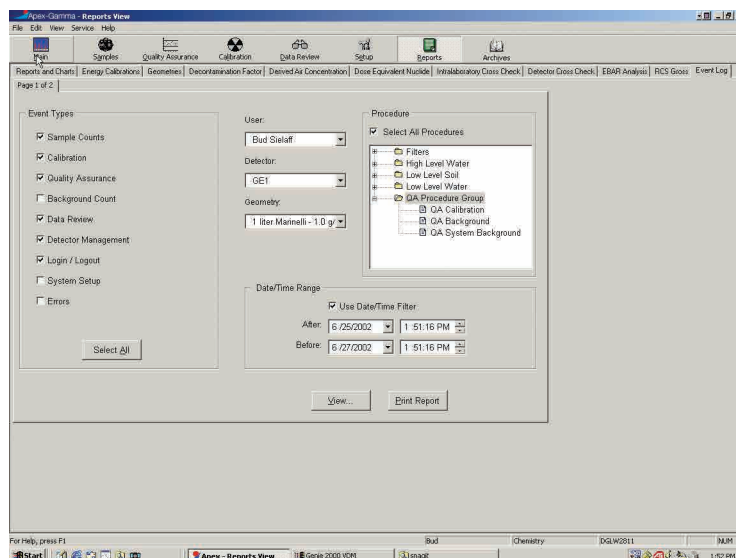 Apex-Gamma - Reports View
File Edit View Service Help
Main Samples Quality Assurance Calibration Data Review Setup Reports Archives
Reports and Charts Energy Calibrations Geometries Decontamination Factor Derived Air Concentration Dose Equivalent Nuclide Intralaboratory Cross Check Detector Cross Check EBAR Analysis RCS Gross Event Log
Page 1 of 2
Event Types
Sample Counts
Calibration
Quality Assurance
Background Count
Data Review
Detector Management
Login / Logout
System Setup
Errors
Select All
User:
Bud Sielaff
Detector:
GE1
Geometry:
1 liter Marinelli - 1.0 g/
Procedure
Select All Procedures
Filters
High Level Water
Low Level Soil
Low Level Water
QA Procedure Group
QA Calibration
QA Background
QA System Background
Date/Time Range
Use Date/Time Filter
After: 6 /25/2002 1 :51:16 PM
Before: 6 /27/2002 1 :51:16 PM
View... Print Report
For Help, press F1 Bud Chemistry DGLW2811 NUM
Start Apex - Reports View Genie 2000 VDM snagit 1:52 PM